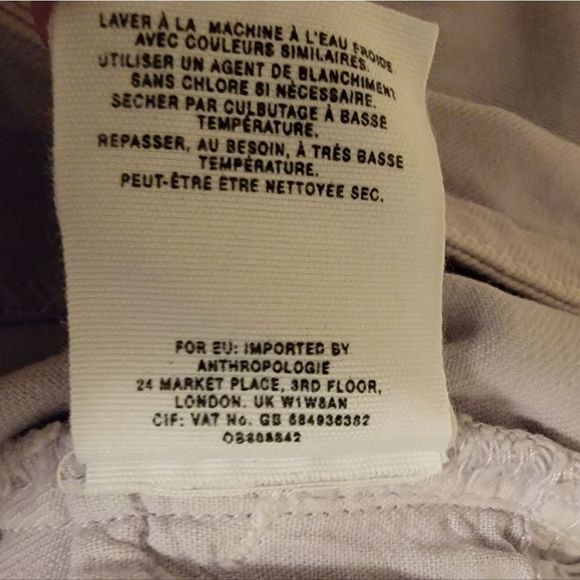 LAVER À LA MACHINE À L'EAU FROIDE
AVEC COULEURS SIMILAIRES.
UTILISER UN AGENT DE BLANCHIMENT
SANS CHLORE SI NÉCESSAIRE.
SECHER PAR CULBUTAGE À BASSE
TEMPÉRATURE.
REPASSER, AU BESOIN, À TRÉS BASSE
TEMPÉRATURE.
PEUT-ÊTRE ÊTRE NETTOYÉE SEC.
FOR EU: IMPORTED BY
ANTHROPOLOGIE
24 MARKET PLACE, 3RD FLOOR,
LONDON. UK W1W8AN
CIF: VAT No. GB 684936382
OB808842